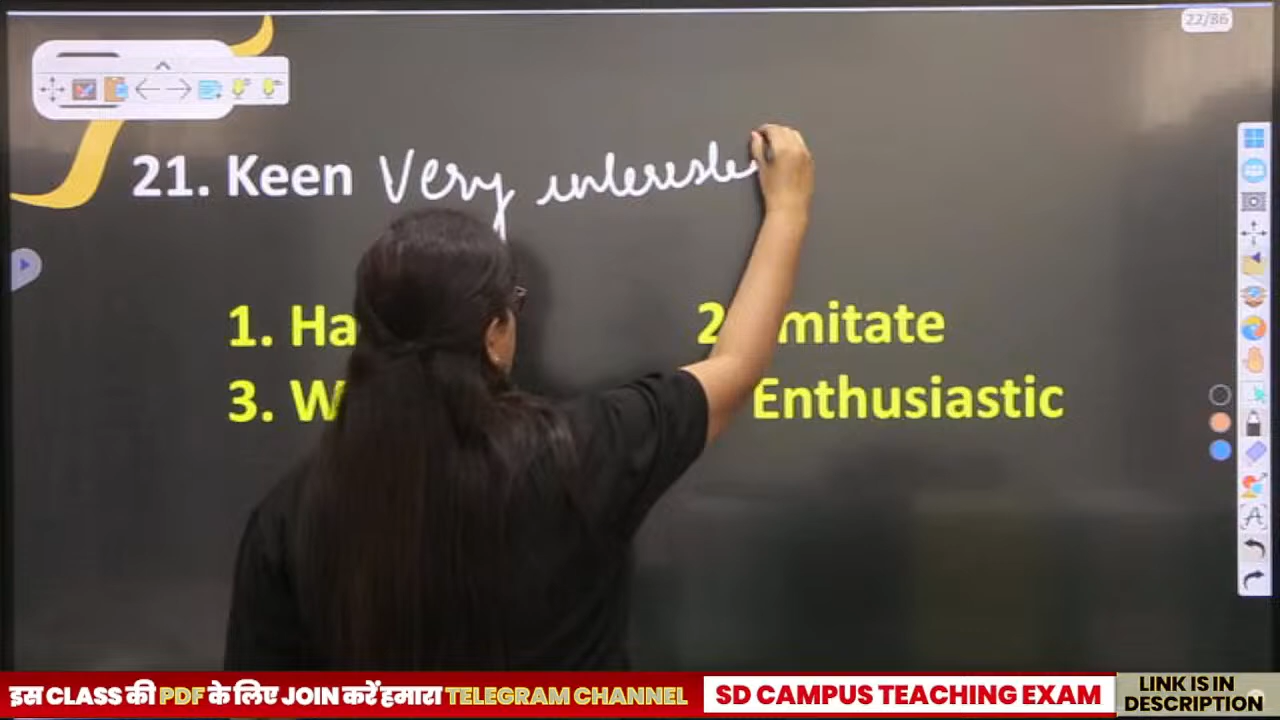 22/86
21. Keen Very intereste
1. Ha
2 mitate
3. W
Enthusiastic
इस CLASS की PDF के लिए JOIN करें हमारा TELEGRAM CHANNEL
SD CAMPUS TEACHING EXAM
LINK IS IN
DESCRIPTION